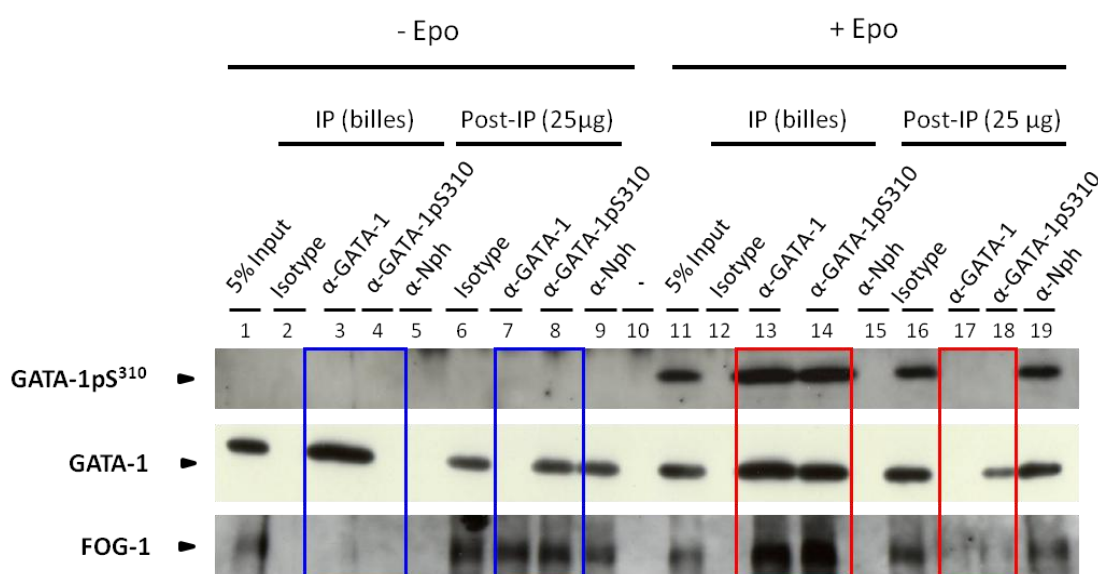 - Epo + Epo
IP (billes) Post-IP (25µg) IP (billes) Post-IP (25 µg)
5% Input Isotype α-GATA-1 α-GATA-1pS310 α-Nph Isotype α-GATA-1 α-GATA-1pS310 α-Nph - 5% Input Isotype α-GATA-1 α-GATA-1pS310 α-Nph Isotype α-GATA-1 α-GATA-1pS310 α-Nph
1 2 3 4 5 6 7 8 9 10 11 12 13 14 15 16 17 18 19
GATA-1pS³¹⁰
GATA-1
FOG-1